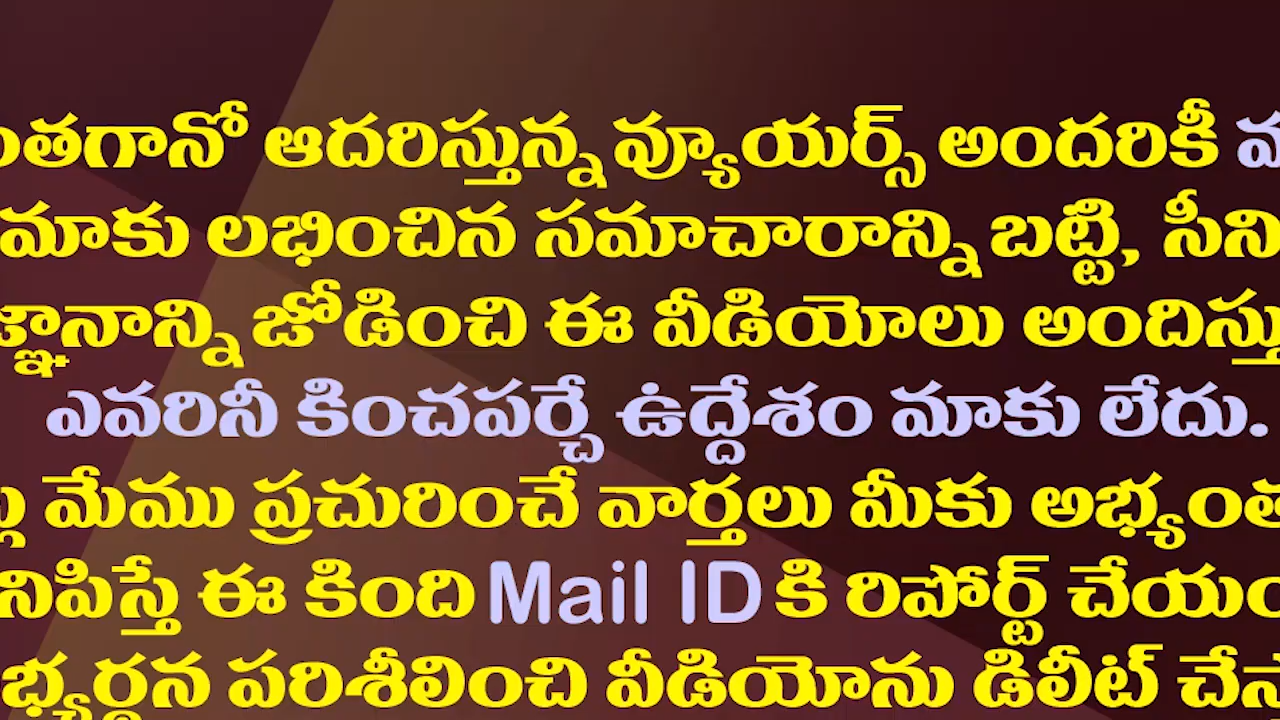 ంతగానో ఆదరిస్తున్న వ్యూయర్స్ అందరికీ
మాకు లభించిన సమాచారాన్ని బట్టి, సీని
జ్ఞానాన్ని జోడించి ఈ వీడియోలు అందిస్తు
ఎవరినీ కించపర్చే ఉద్దేశం మాకు లేదు.
మేము ప్రచురించే వార్తలు మీకు అభ్యంత
నిపిస్తే ఈ కింది Mail ID కి రిపోర్ట్ చేయం
భ్యర్థన పరిశీలించి వీడియోను డిలీట్ చేస